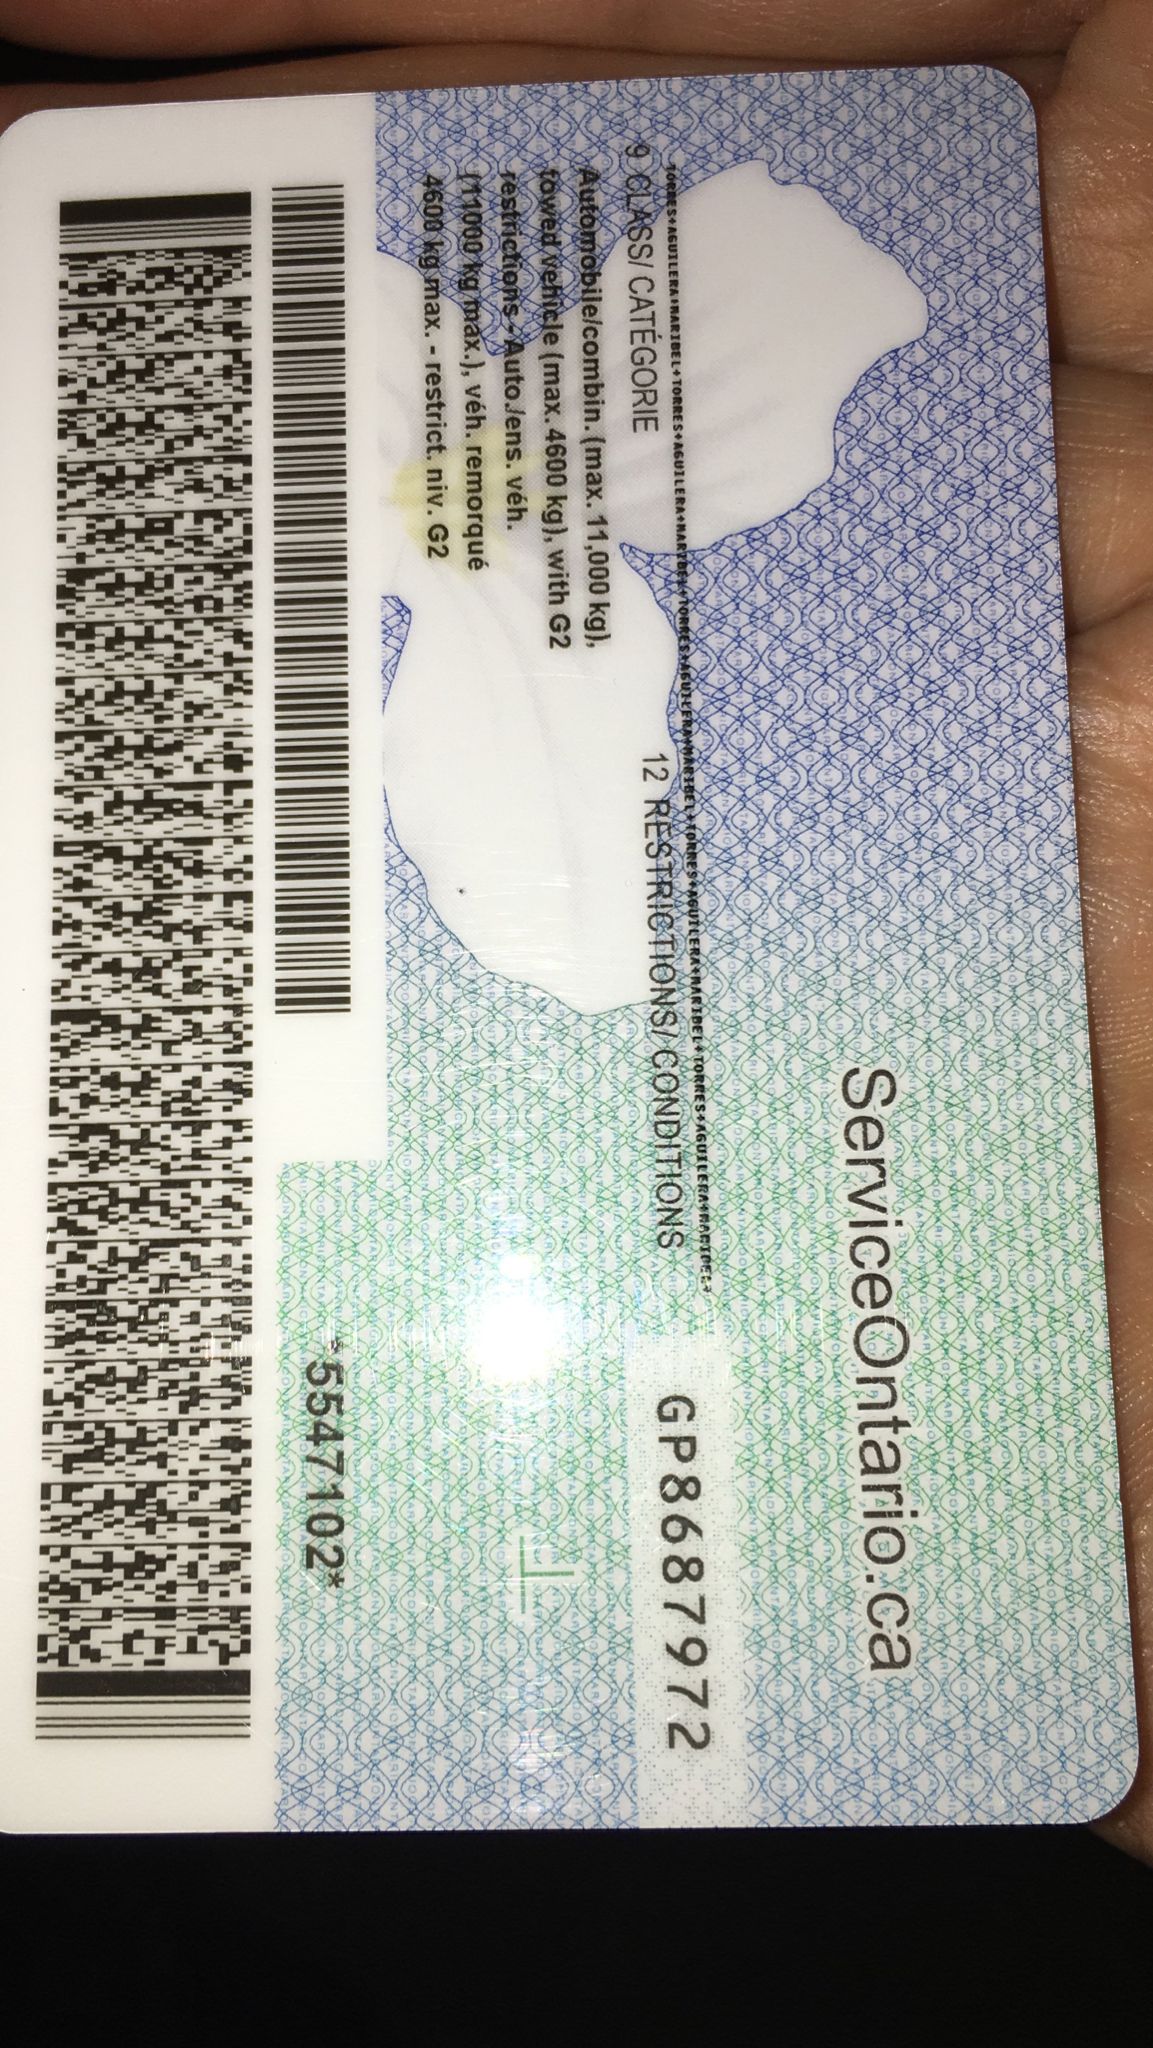 ServiceOntario.ca
TORRES+AGUILERA+MARIBEL+TORRES+AGUILERA+MARIBEL+TORRES+AGUILERA+MARIBEL+TORRES+AGUILERA+MARIBEL+TORRES+AGUILERA+MARIBEL+
9 CLASS/ CATÉGORIE
12 RESTRICTIONS/ CONDITIONS
GP8687972
Automobile/combin. (max. 11,000 kg),
towed vehicle (max. 4600 kg), with G2
restrictions - Auto./ens. véh.
(11000 kg max.), véh. remorqué
4600 kg max. - restrict. niv. G2
*5547102*